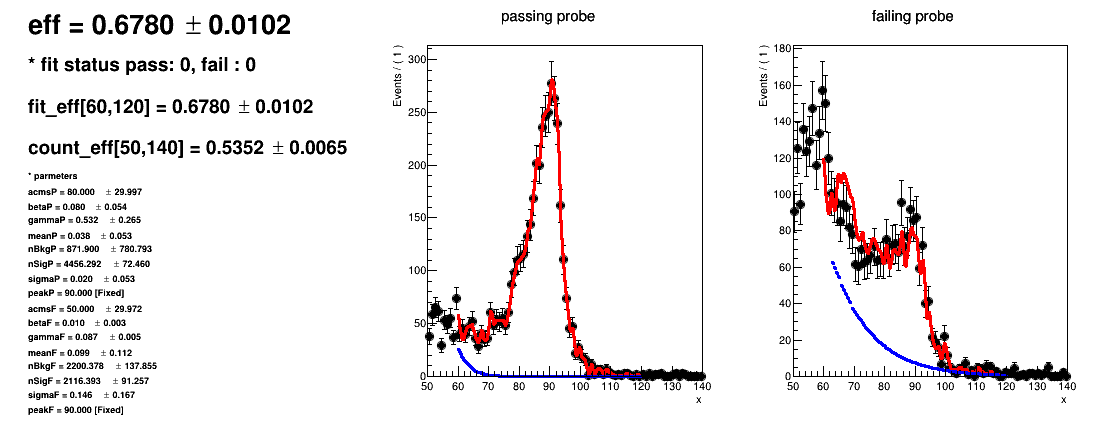 eff = 0.6780 ± 0.0102
* fit status pass: 0, fail : 0
fit_eff[60,120] = 0.6780 ± 0.0102
count_eff[50,140] = 0.5352 ± 0.0065
* parmeters
acmsP = 80.000 ± 29.997
betaP = 0.080 ± 0.054
gammaP = 0.532 ± 0.265
meanP = 0.038 ± 0.053
nBkgP = 871.900 ± 780.793
nSigP = 4456.292 ± 72.460
sigmaP = 0.020 ± 0.053
peakP = 90.000 [Fixed]
acmsF = 50.000 ± 29.972
betaF = 0.010 ± 0.003
gammaF = 0.087 ± 0.005
meanF = 0.099 ± 0.112
nBkgF = 2200.378 ± 137.855
nSigF = 2116.393 ± 91.257
sigmaF = 0.146 ± 0.167
peakF = 90.000 [Fixed]
passing probe
Events / ( 1 )
300
250
200
150
100
50
0
50 60 70 80 90 100 110 120 130 140
x
failing probe
Events / ( 1 )
180
160
140
120
100
80
60
40
20
0
50 60 70 80 90 100 110 120 130 140
x